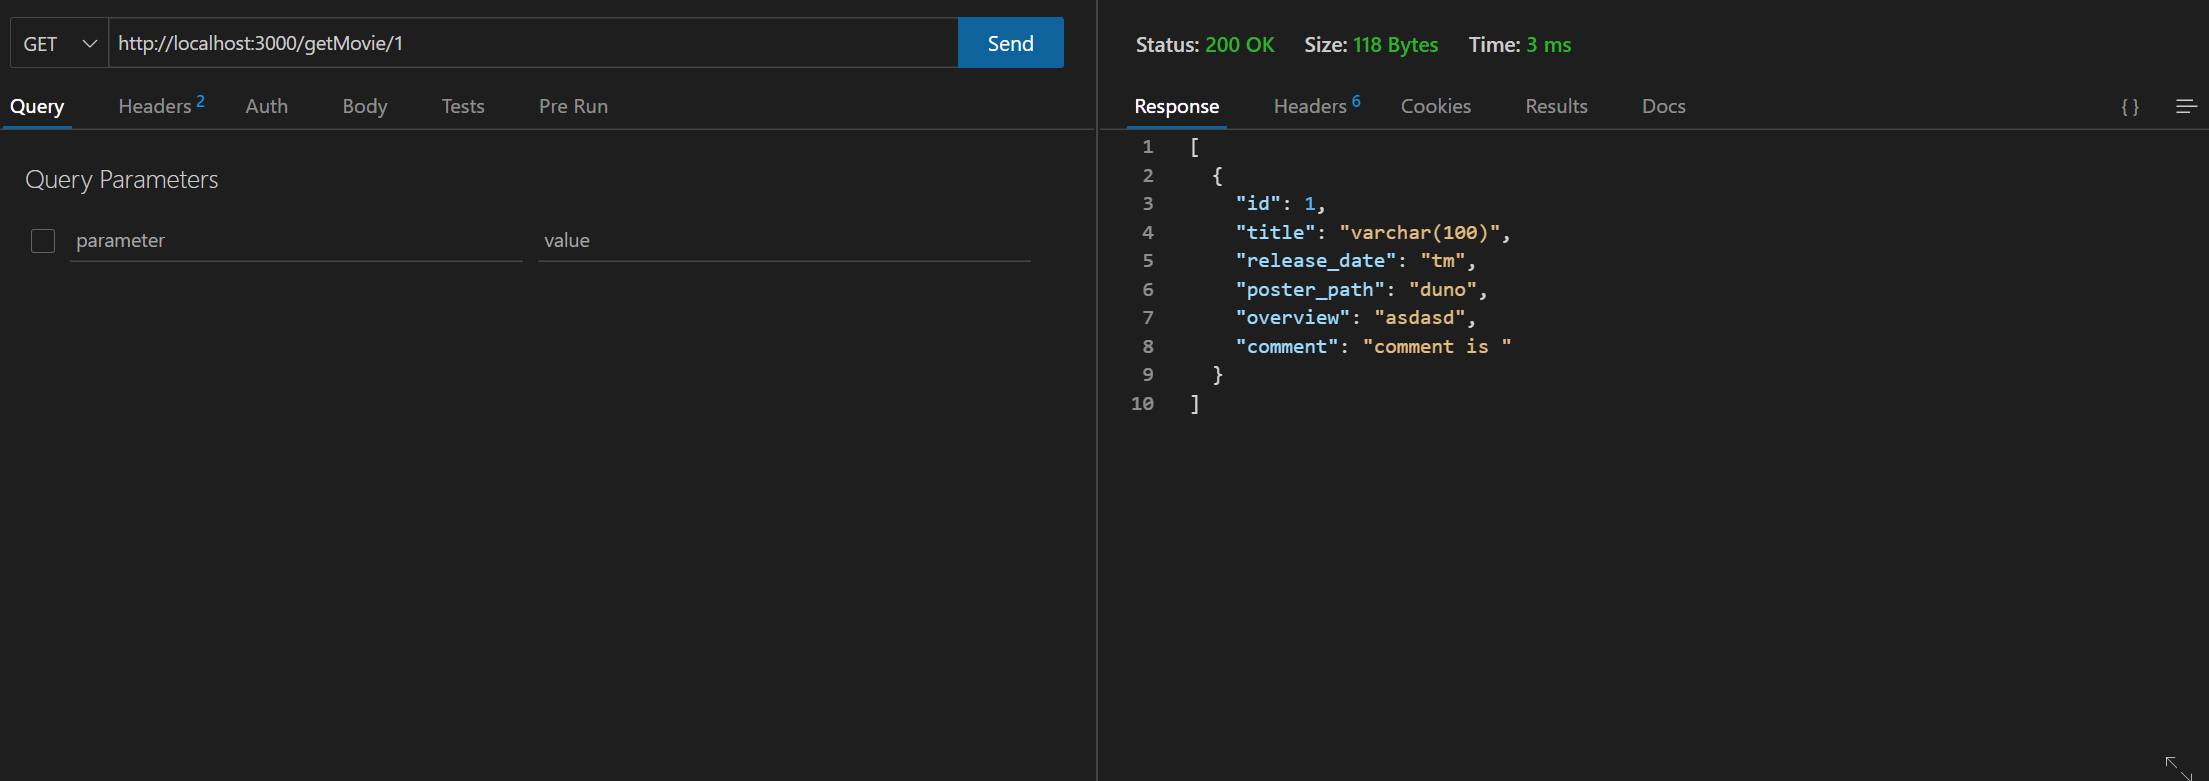 GET http://localhost:3000/getMovie/1 Send
Query Headers 2 Auth Body Tests Pre Run
Query Parameters
parameter value
Status: 200 OK Size: 118 Bytes Time: 3 ms
Response Headers 6 Cookies Results Docs { }
1 [
2 {
3 "id": 1,
4 "title": "varchar(100)",
5 "release_date": "tm",
6 "poster_path": "duno",
7 "overview": "asdasd",
8 "comment": "comment is "
9 }
10 ]